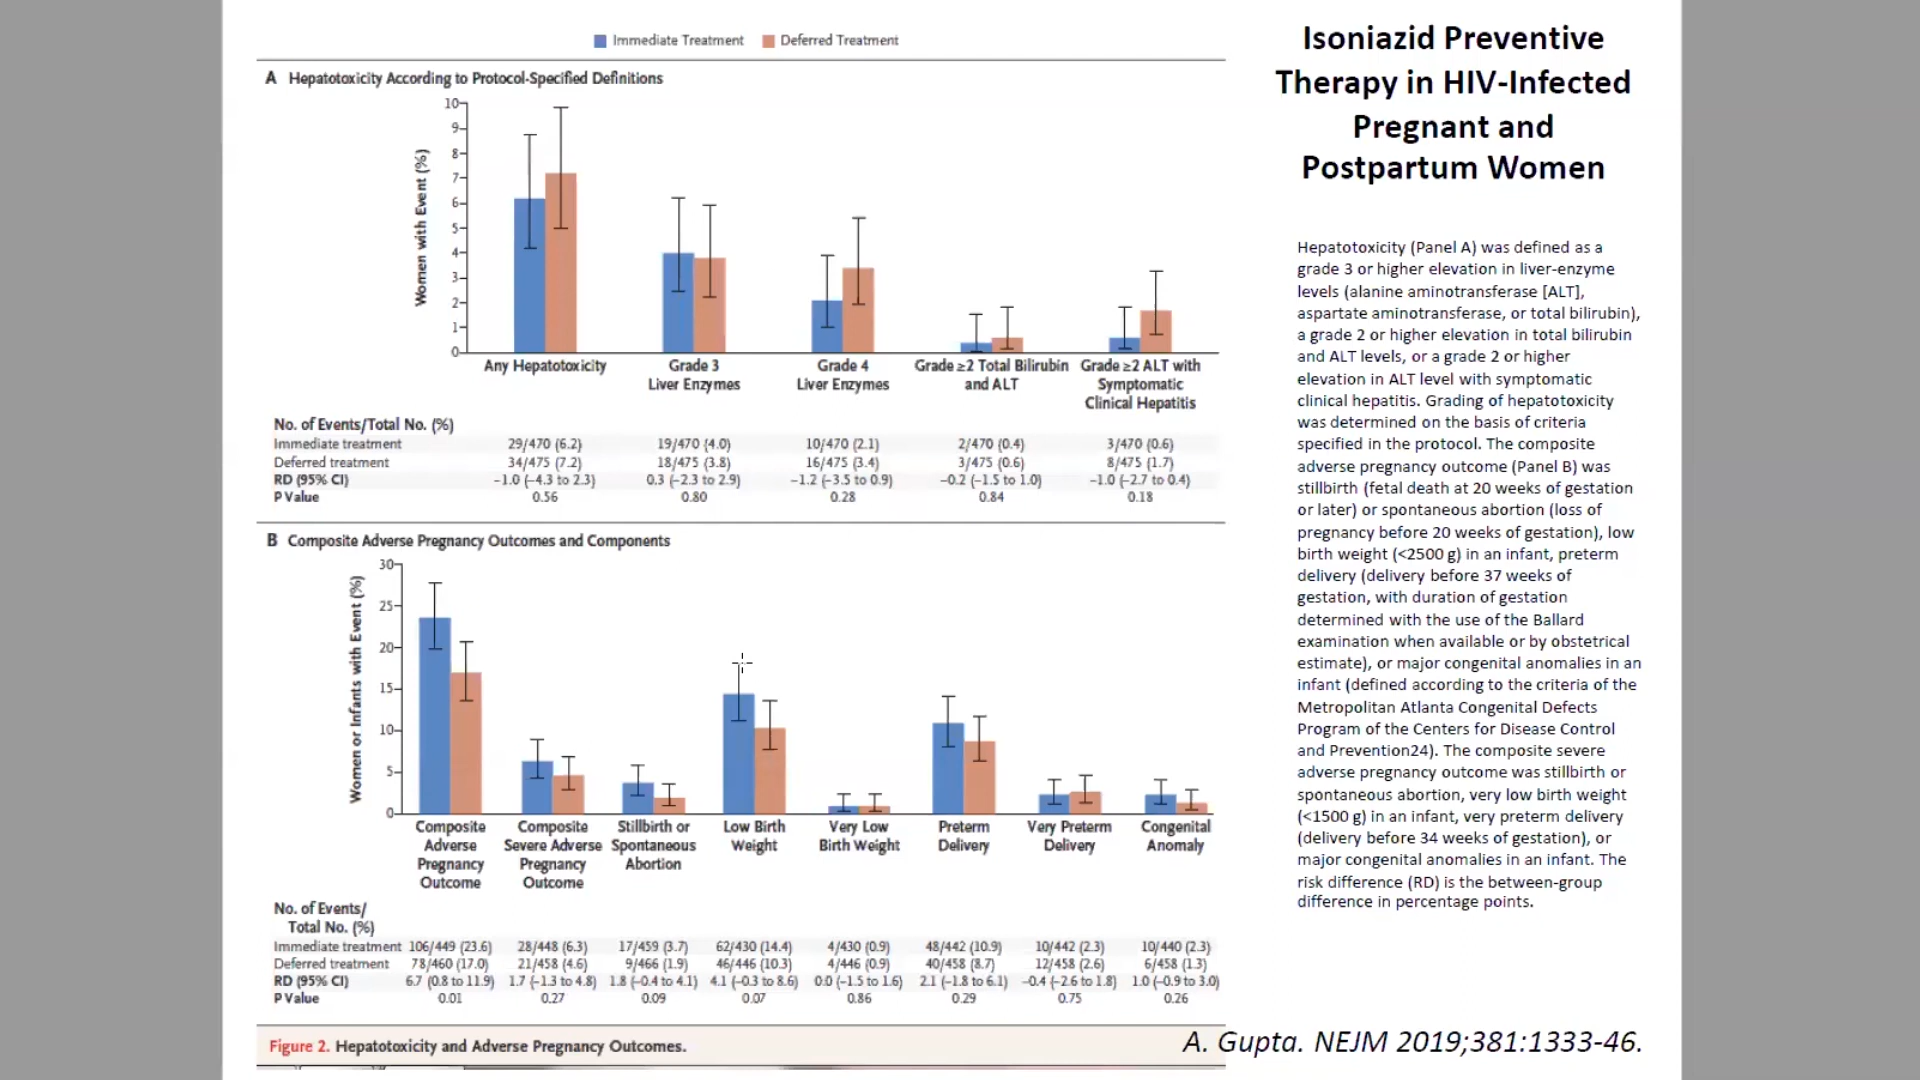 Immediate Treatment Deferred Treatment
A Hepatotoxicity According to Protocol-Specified Definitions
Women with Event (%)
10
9
8
7
6
5
4
3
2
1
0
Any Hepatotoxicity
Grade 3
Liver Enzymes
Grade 4
Liver Enzymes
Grade ≥2 Total Bilirubin
and ALT
Grade ≥2 ALT with
Symptomatic
Clinical Hepatitis
No. of Events/Total No. (%)
Immediate treatment 29/470 (6.2) 19/470 (4.0) 10/470 (2.1) 2/470 (0.4) 3/470 (0.6)
Deferred treatment 34/475 (7.2) 18/475 (3.8) 16/475 (3.4) 3/475 (0.6) 8/475 (1.7)
RD (95% CI) −1.0 (−4.3 to 2.3) 0.3 (−2.3 to 2.9) −1.2 (−3.5 to 0.9) −0.2 (−1.5 to 1.0) −1.0 (−2.7 to 0.4)
P Value 0.56 0.80 0.28 0.84 0.18
B Composite Adverse Pregnancy Outcomes and Components
Women or Infants with Event (%)
30
25
20
15
10
5
0
Composite
Adverse
Pregnancy
Outcome
Composite
Severe Adverse
Pregnancy
Outcome
Stillbirth or
Spontaneous
Abortion
Low Birth
Weight
Very Low
Birth Weight
Preterm
Delivery
Very Preterm
Delivery
Congenital
Anomaly
No. of Events/
Total No. (%)
Immediate treatment 106/449 (23.6) 28/448 (6.3) 17/459 (3.7) 62/430 (14.4) 4/430 (0.9) 48/442 (10.9) 10/442 (2.3) 10/440 (2.3)
Deferred treatment 78/460 (17.0) 21/458 (4.6) 9/466 (1.9) 46/446 (10.3) 4/446 (0.9) 40/458 (8.7) 12/458 (2.6) 6/458 (1.3)
RD (95% CI) 6.7 (0.8 to 11.9) 1.7 (−1.3 to 4.8) 1.8 (−0.4 to 4.1) 4.1 (−0.3 to 8.6) 0.0 (−1.5 to 1.6) 2.1 (−1.8 to 6.1) −0.4 (−2.6 to 1.8) 1.0 (−0.9 to 3.0)
P Value 0.01 0.27 0.09 0.07 0.86 0.29 0.75 0.26
Figure 2. Hepatotoxicity and Adverse Pregnancy Outcomes.
Isoniazid Preventive
Therapy in HIV-Infected
Pregnant and
Postpartum Women
Hepatotoxicity (Panel A) was defined as a
grade 3 or higher elevation in liver-enzyme
levels (alanine aminotransferase [ALT],
aspartate aminotransferase, or total bilirubin),
a grade 2 or higher elevation in total bilirubin
and ALT levels, or a grade 2 or higher
elevation in ALT level with symptomatic
clinical hepatitis. Grading of hepatotoxicity
was determined on the basis of criteria
specified in the protocol. The composite
adverse pregnancy outcome (Panel B) was
stillbirth (fetal death at 20 weeks of gestation
or later) or spontaneous abortion (loss of
pregnancy before 20 weeks of gestation), low
birth weight (<2500 g) in an infant, preterm
delivery (delivery before 37 weeks of
gestation, with duration of gestation
determined with the use of the Ballard
examination when available or by obstetrical
estimate), or major congenital anomalies in an
infant (defined according to the criteria of the
Metropolitan Atlanta Congenital Defects
Program of the Centers for Disease Control
and Prevention24). The composite severe
adverse pregnancy outcome was stillbirth or
spontaneous abortion, very low birth weight
(<1500 g) in an infant, very preterm delivery
(delivery before 34 weeks of gestation), or
major congenital anomalies in an infant. The
risk difference (RD) is the between-group
difference in percentage points.
A. Gupta. NEJM 2019;381:1333-46.